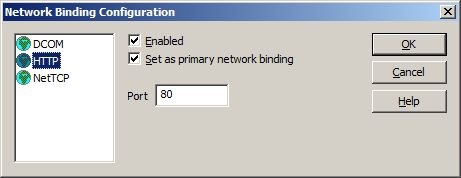 Network Binding Configuration
DCOM
HTTP
NetTCP
Enabled
Set as primary network binding
Port 80
OK
Cancel
Help